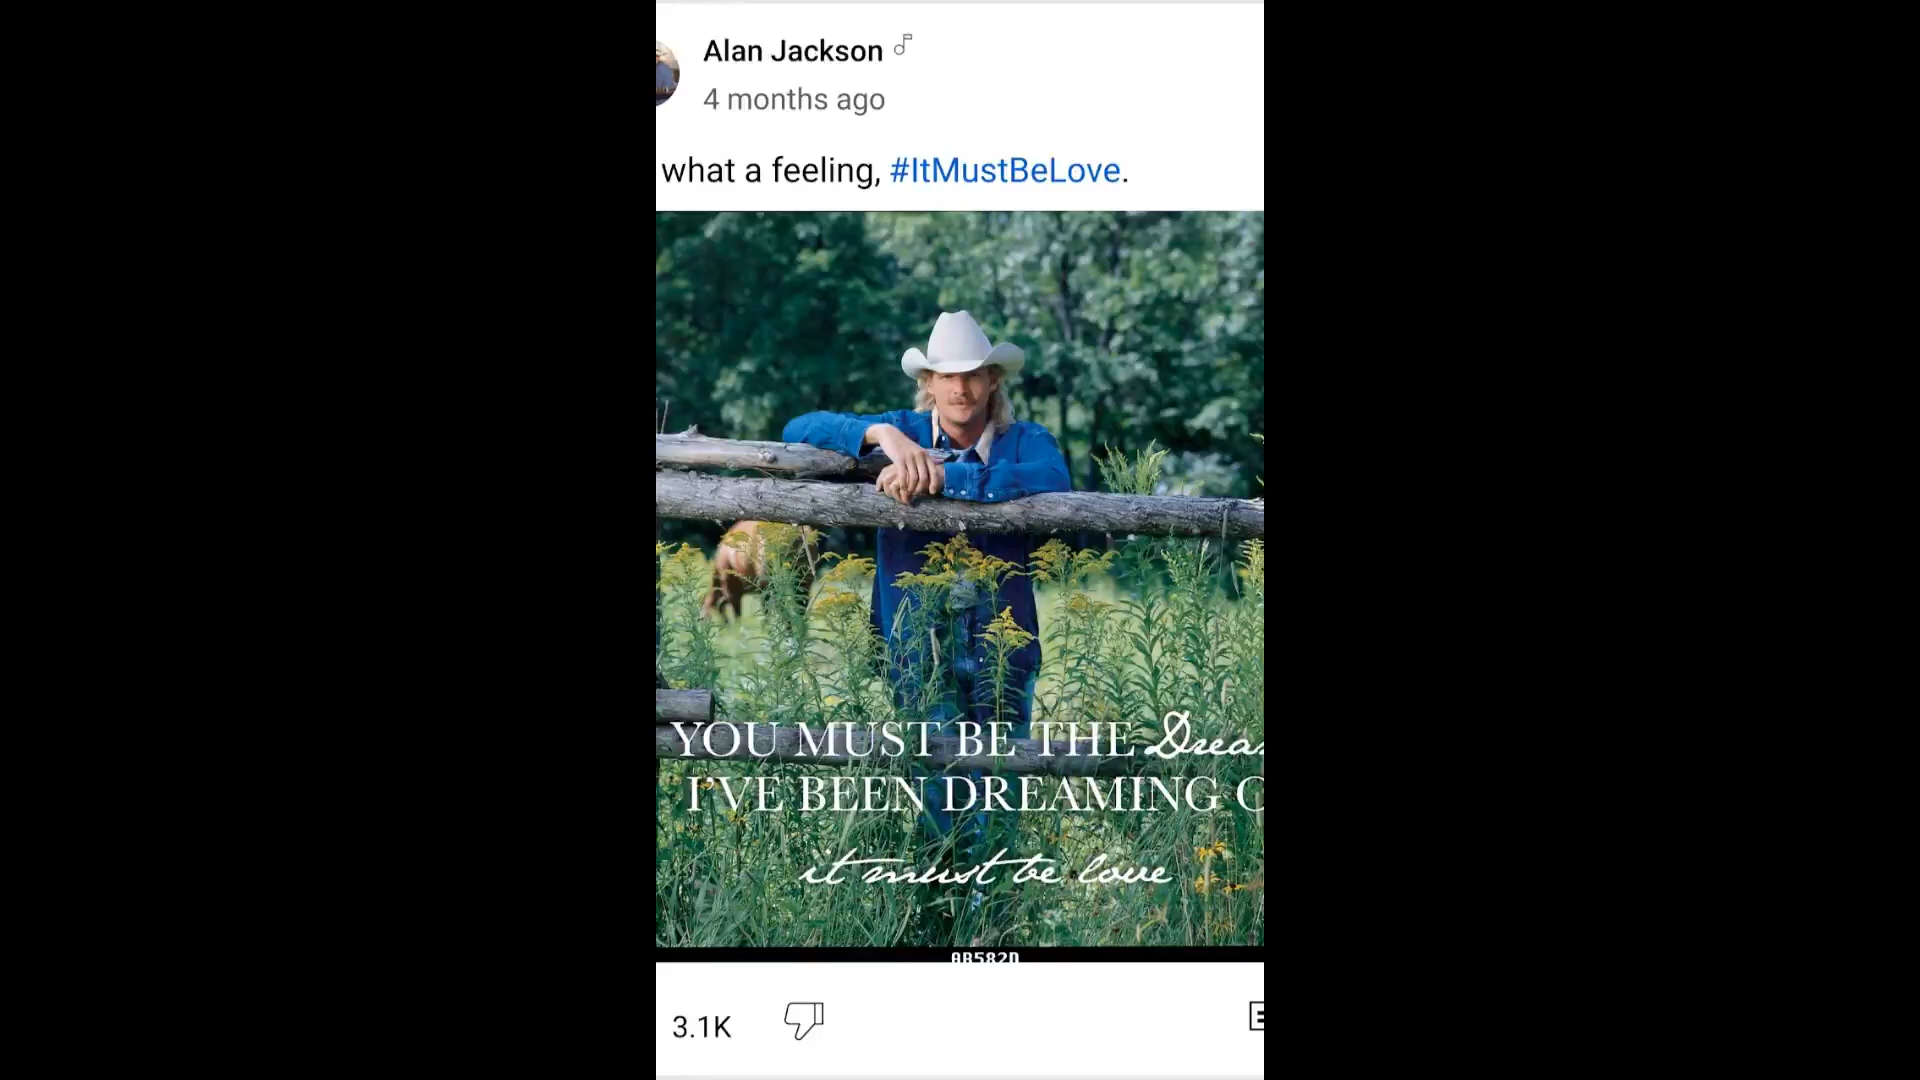 Alan Jackson
4 months ago
what a feeling, #ItMustBeLove.
YOU MUST BE THE
I'VE BEEN DREAMING
it must be love
3.1K